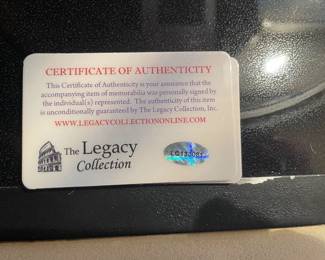 CERTIFICATE OF AUTHENTICITY
This Certificate of Authenticity is your assurance that the
accompanying item of memorabilia was personally signed by
the individual(s) represented. The authenticity of this item
is unconditionally guaranteed by The Legacy Collection, Inc.
WWW.LEGACYCOLLECTIONONLINE.COM
The Legacy
Collection